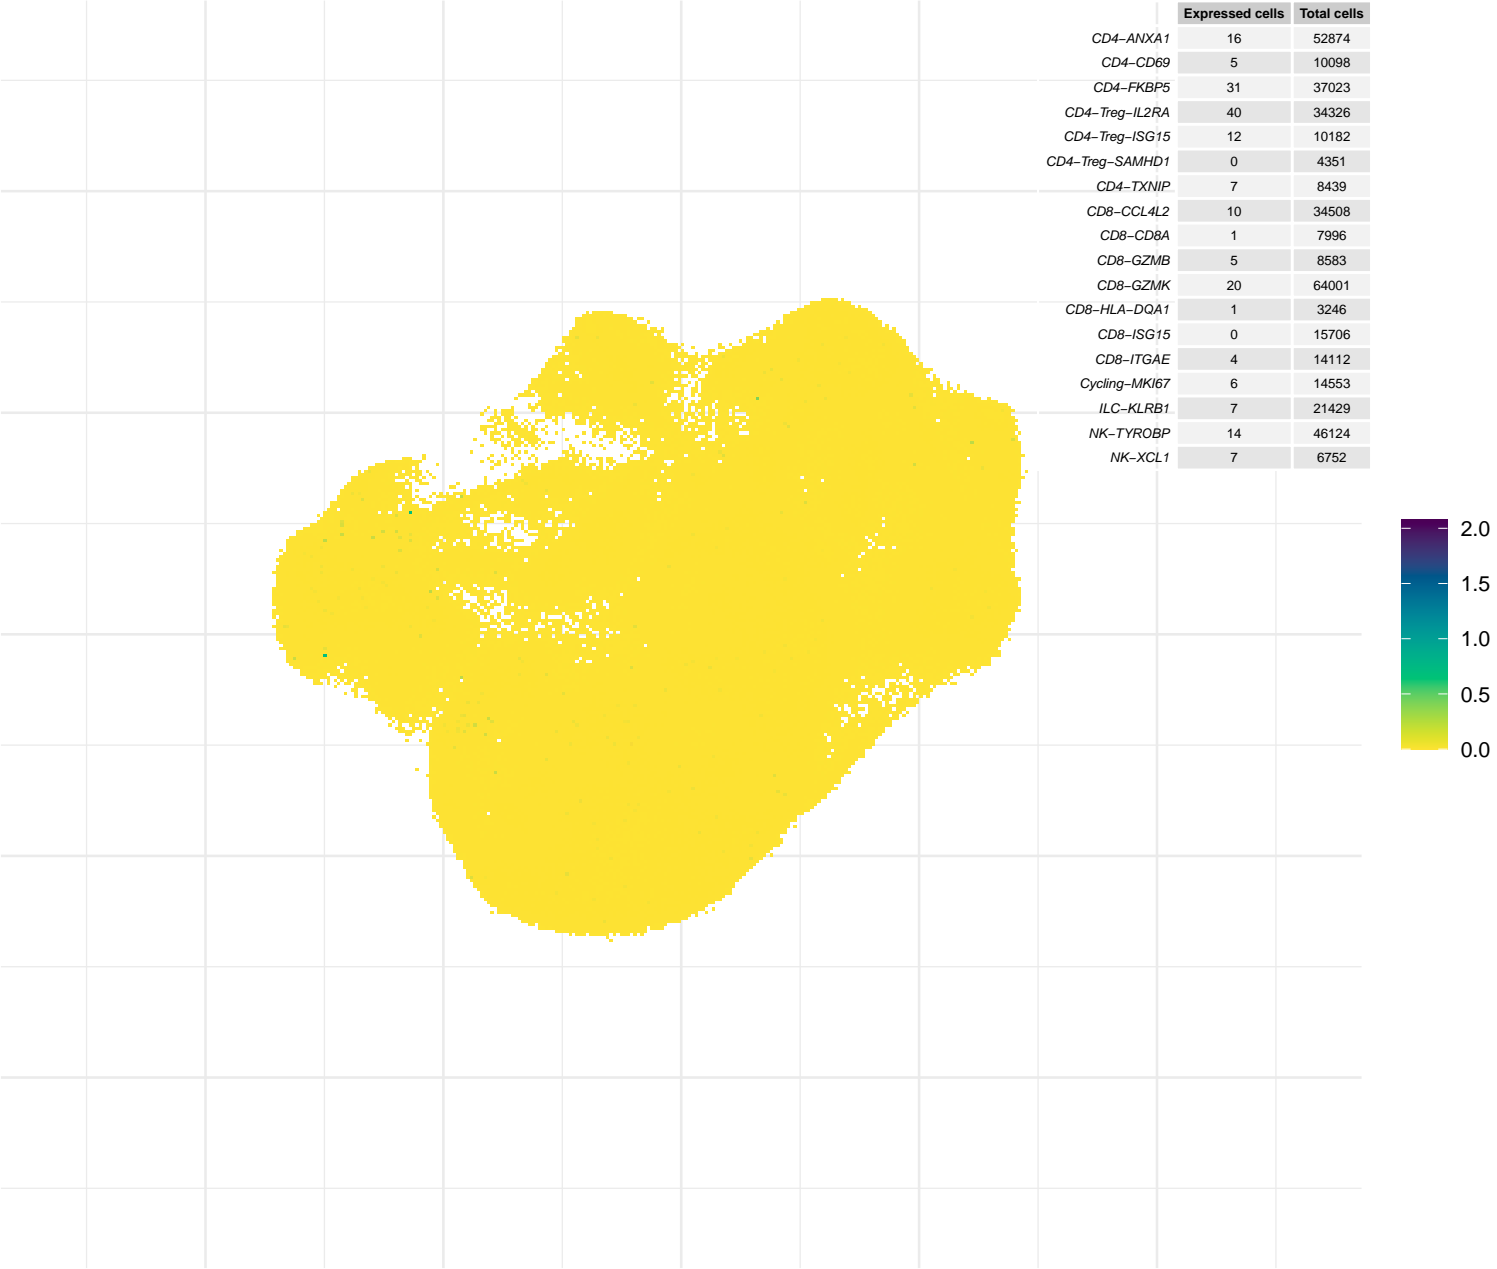 Expressed cells Total cells
CD4−ANXA1 16 52874
CD4−CD69 5 10098
CD4−FKBP5 31 37023
CD4−Treg−IL2RA 40 34326
CD4−Treg−ISG15 12 10182
CD4−Treg−SAMHD1 0 4351
CD4−TXNIP 7 8439
CD8−CCL4L2 10 34508
CD8−CD8A 1 7996
CD8−GZMB 5 8583
CD8−GZMK 20 64001
CD8−HLA−DQA1 1 3246
CD8−ISG15 0 15706
CD8−ITGAE 4 14112
Cycling−MKI67 6 14553
ILC−KLRB1 7 21429
NK−TYROBP 14 46124
NK−XCL1 7 6752
2.0
1.5
1.0
0.5
0.0